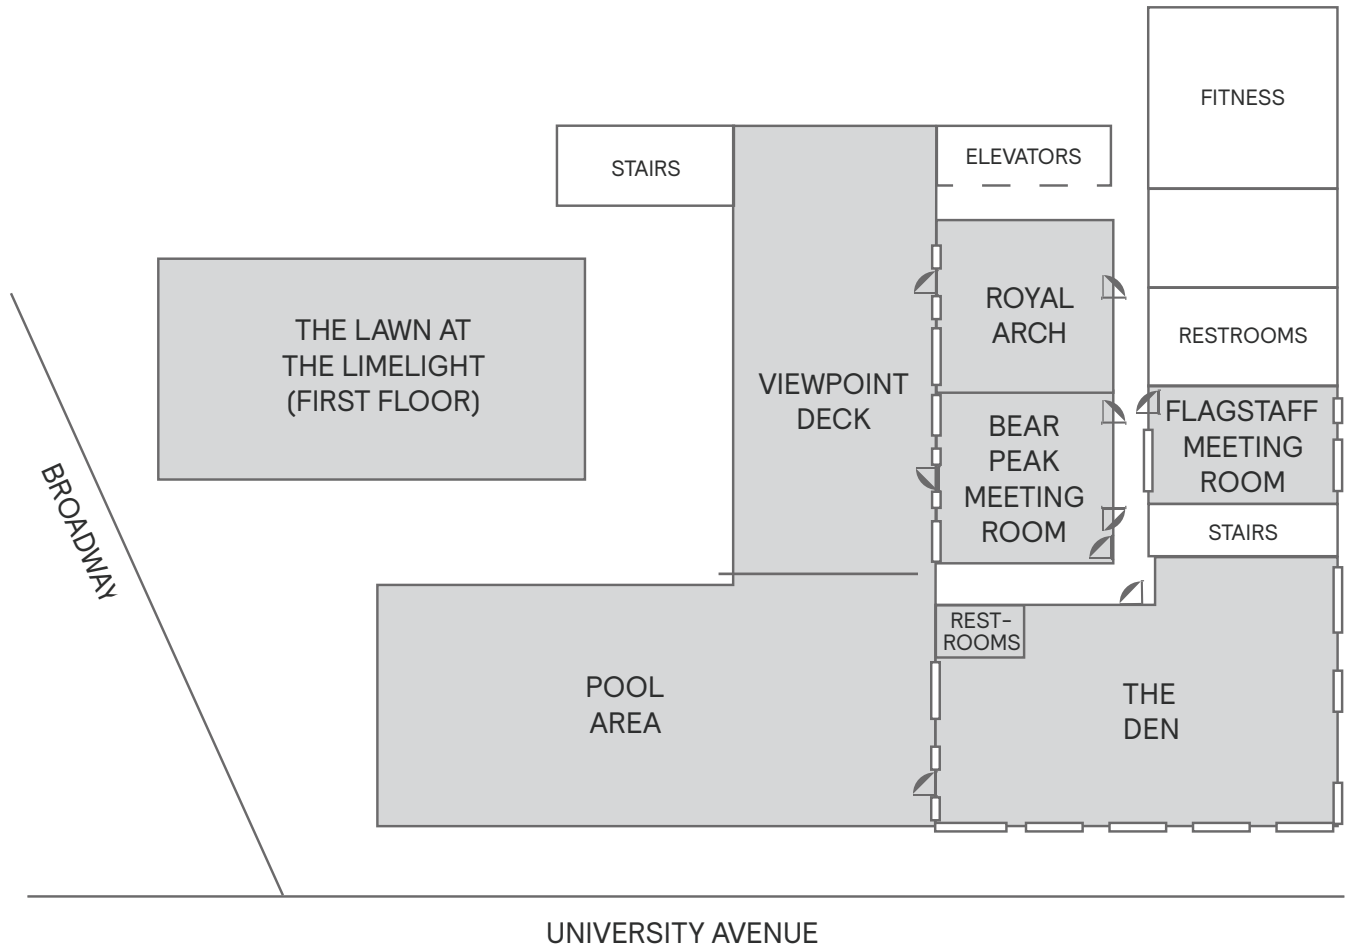 FITNESS
STAIRS
ELEVATORS
THE LAWN AT
THE LIMELIGHT
(FIRST FLOOR)
ROYAL
ARCH
RESTROOMS
VIEWPOINT
DECK
BEAR
PEAK
MEETING
ROOM
FLAGSTAFF
MEETING
ROOM
BROADWAY
STAIRS
REST-
ROOMS
POOL
AREA
THE
DEN
UNIVERSITY AVENUE